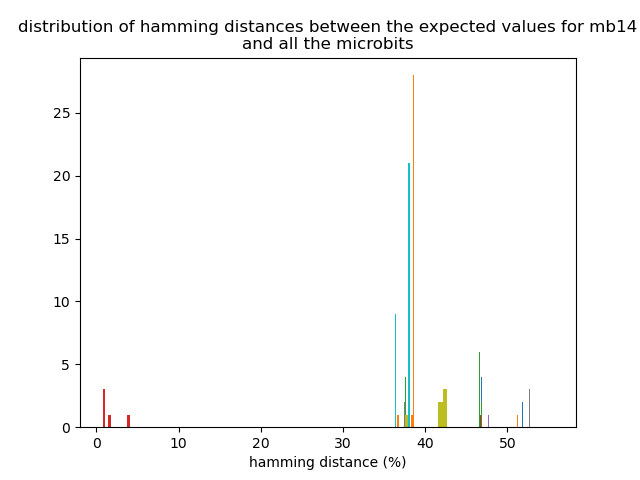 distribution of hamming distances between the expected values for mb14
and all the microbits
25
20
15
10
5
0
0 10 20 30 40 50
hamming distance (%)